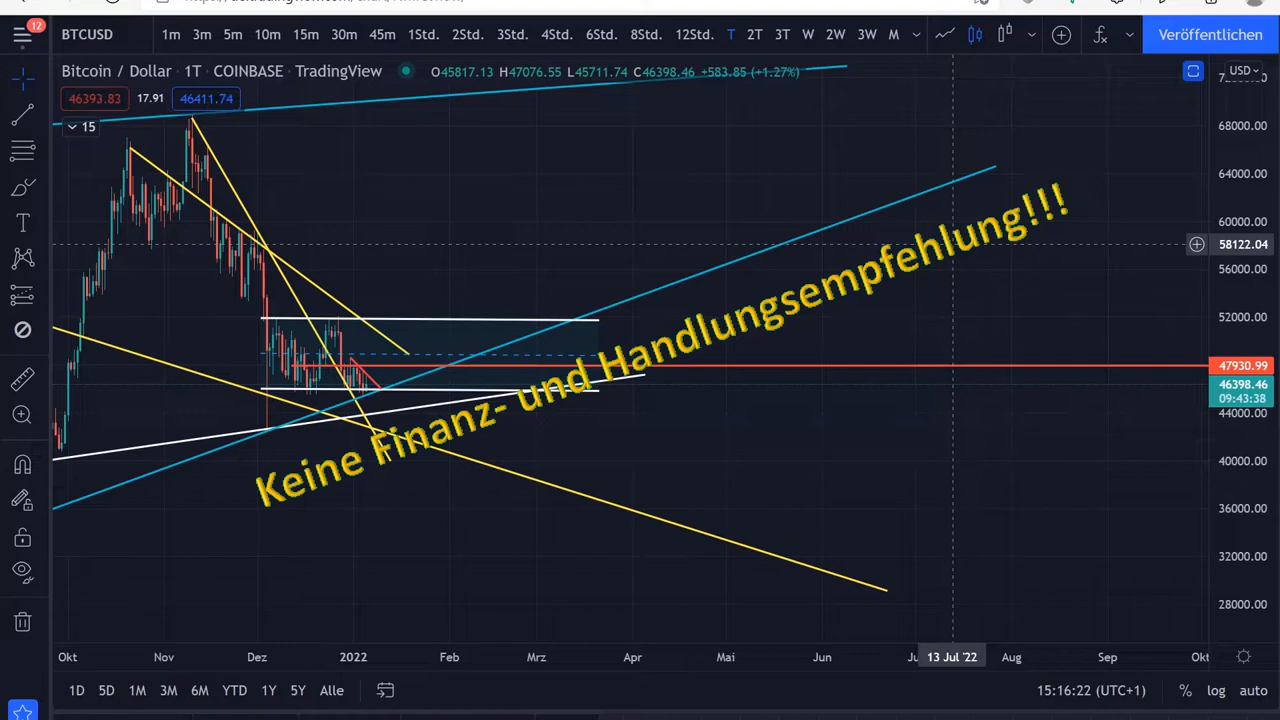 12
BTCUSD 1m 3m 5m 10m 15m 30m 45m 1Std. 2Std. 3Std. 4Std. 6Std. 8Std. 12Std. T 2T 3T W 2W 3W M Veröffentlichen
Bitcoin / Dollar · 1T · COINBASE · TradingView O45817.13 H47076.55 L45711.74 C46398.46 +583.85 (+1.27%) USD
46393.83 17.91 46411.74
15
68000.00
64000.00
60000.00
58122.04
56000.00
52000.00
47930.99
46398.46
09:43:38
44000.00
40000.00
36000.00
32000.00
28000.00
Keine Finanz- und Handlungsempfehlung!!!
Okt Nov Dez 2022 Feb Mrz Apr Mai Jun 13 Jul '22 Aug Sep Okt
1D 5D 1M 3M 6M YTD 1Y 5Y Alle 15:16:22 (UTC+1) % log auto